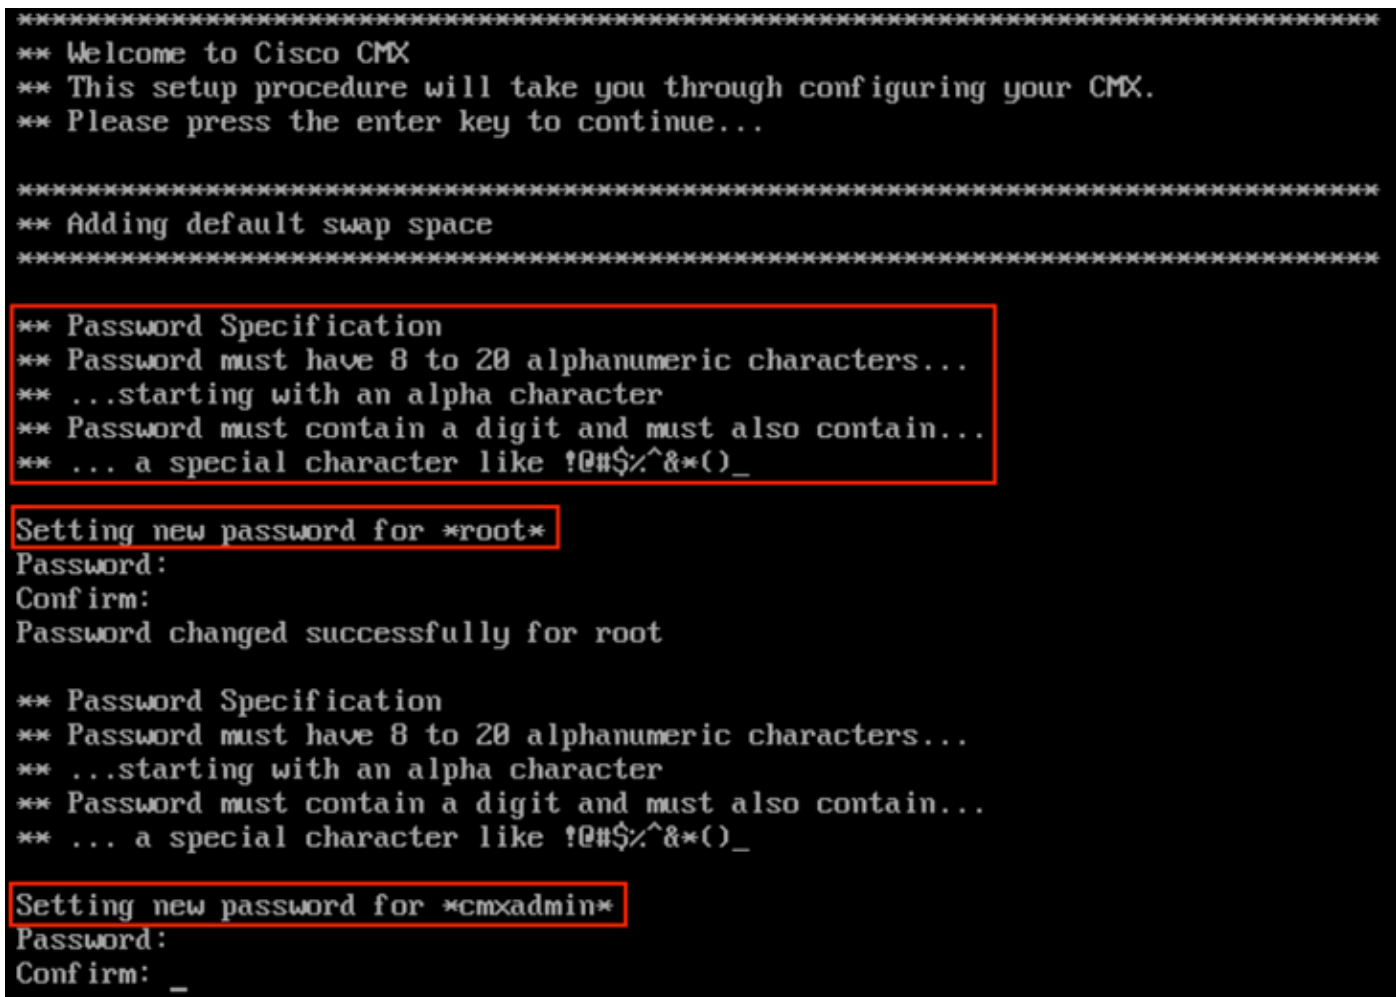 ********************************************************************************
** Welcome to Cisco CMX
** This setup procedure will take you through configuring your CMX.
** Please press the enter key to continue...
********************************************************************************
** Adding default swap space
********************************************************************************
** Password Specification
** Password must have 8 to 20 alphanumeric characters...
** ...starting with an alpha character
** Password must contain a digit and must also contain...
** ... a special character like !@#$%^&*()_
Setting new password for *root*
Password:
Confirm:
Password changed successfully for root
** Password Specification
** Password must have 8 to 20 alphanumeric characters...
** ...starting with an alpha character
** Password must contain a digit and must also contain...
** ... a special character like !@#$%^&*()_
Setting new password for *cmxadmin*
Password:
Confirm: _